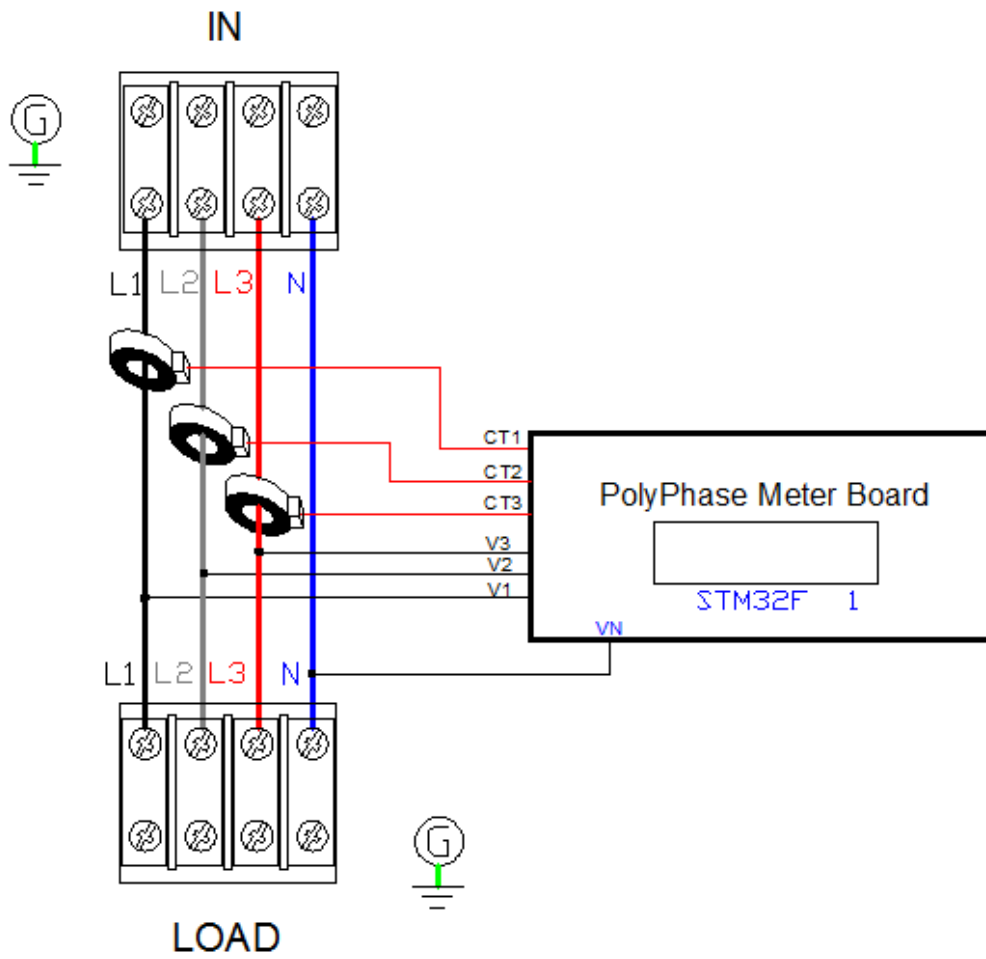 IN
G
L1 L2 L3 N
CT1
CT2
CT3
PolyPhase Meter Board
V3
V2
V1
STM32F 1
VN
L1 L2 L3 N
G
LOAD